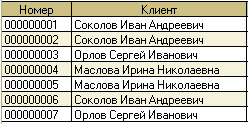 Номер Клиент
000000001 Соколов Иван Андреевич
000000002 Соколов Иван Андреевич
000000003 Орлов Сергей Иванович
000000004 Маслова Ирина Николаевна
000000005 Маслова Ирина Николаевна
000000006 Соколов Иван Андреевич
000000007 Орлов Сергей Иванович